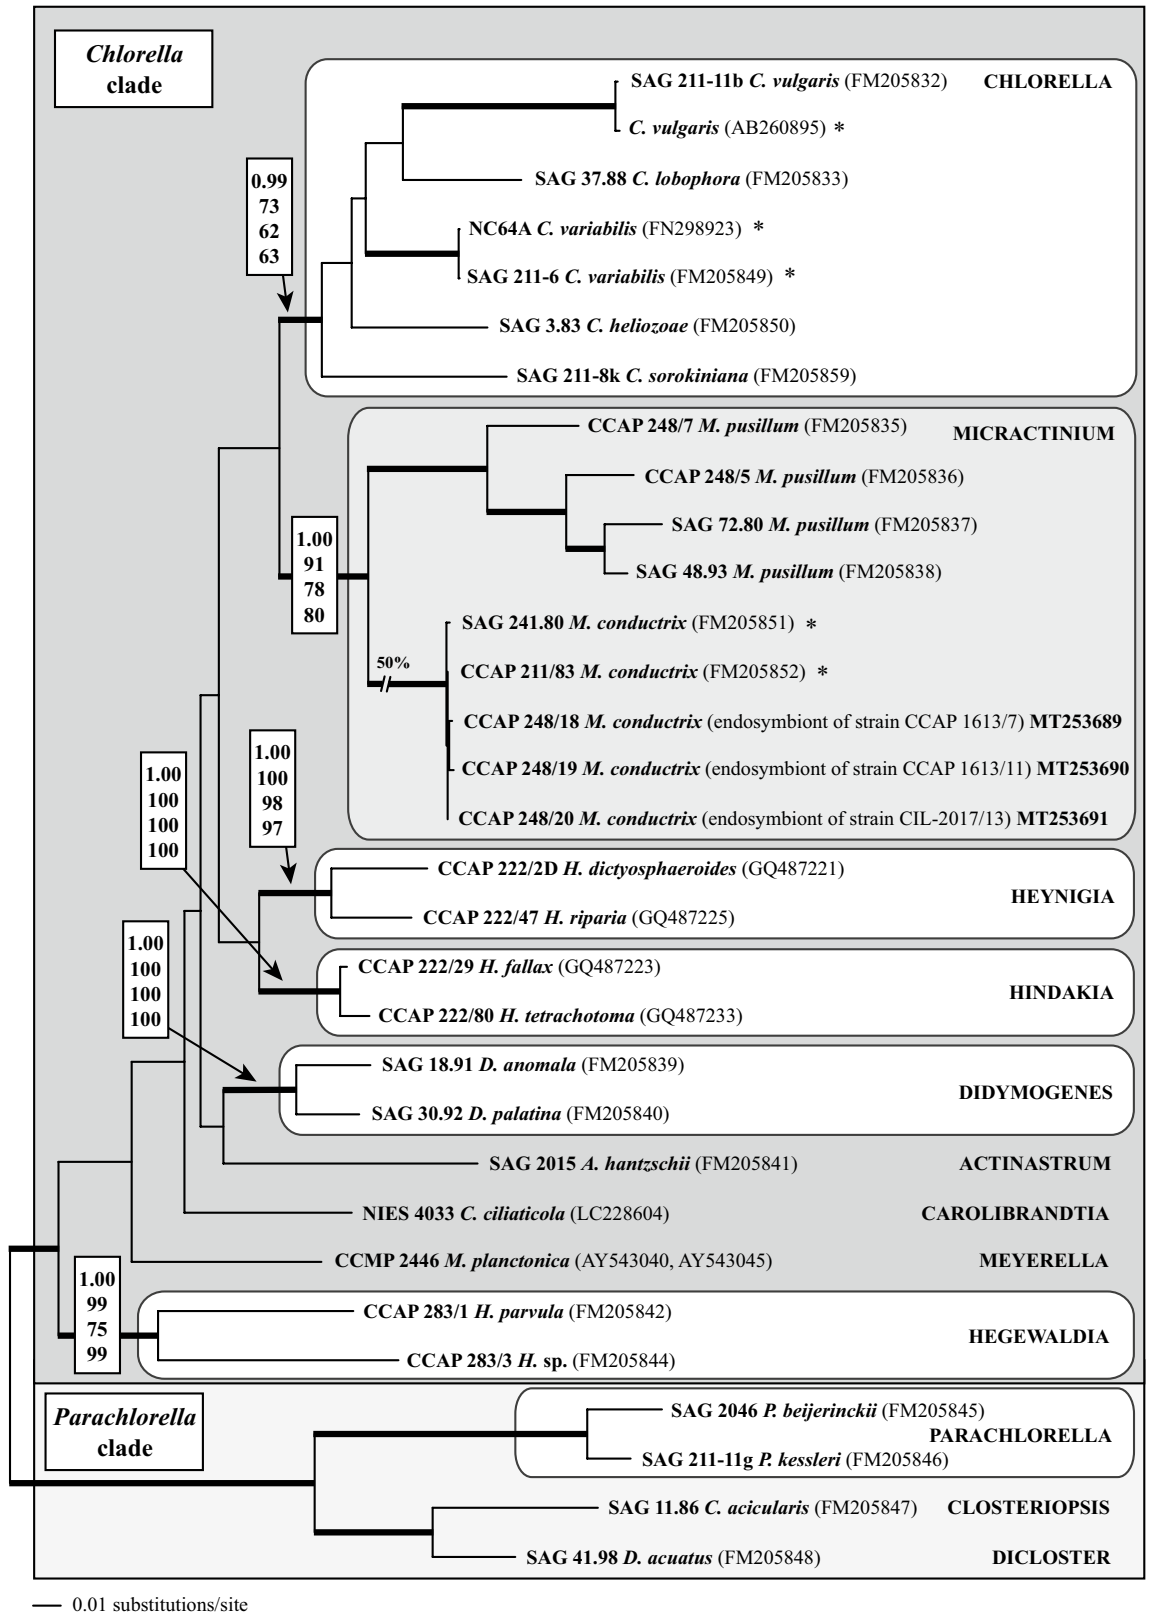 Chlorella
clade
SAG 211-11b C. vulgaris (FM205832)
CHLORELLA
C. vulgaris (AB260895) *
0.99
73
62
63
SAG 37.88 C. lobophora (FM205833)
NC64A C. variabilis (FN298923) *
SAG 211-6 C. variabilis (FM205849) *
SAG 3.83 C. heliozoae (FM205850)
SAG 211-8k C. sorokiniana (FM205859)
CCAP 248/7 M. pusillum (FM205835)
MICRACTINIUM
CCAP 248/5 M. pusillum (FM205836)
SAG 72.80 M. pusillum (FM205837)
SAG 48.93 M. pusillum (FM205838)
1.00
91
78
80
SAG 241.80 M. conductrix (FM205851) *
50%
CCAP 211/83 M. conductrix (FM205852) *
CCAP 248/18 M. conductrix (endosymbiont of strain CCAP 1613/7) MT253689
CCAP 248/19 M. conductrix (endosymbiont of strain CCAP 1613/11) MT253690
CCAP 248/20 M. conductrix (endosymbiont of strain CIL-2017/13) MT253691
1.00
100
98
97
1.00
100
100
100
CCAP 222/2D H. dictyosphaeroides (GQ487221)
HEYNIGIA
CCAP 222/47 H. riparia (GQ487225)
CCAP 222/29 H. fallax (GQ487223)
HINDAKIA
CCAP 222/80 H. tetrachotoma (GQ487233)
1.00
100
100
100
SAG 18.91 D. anomala (FM205839)
DIDYMOGENES
SAG 30.92 D. palatina (FM205840)
SAG 2015 A. hantzschii (FM205841)
ACTINASTRUM
NIES 4033 C. ciliaticola (LC228604)
CAROLIBRANDTIA
CCMP 2446 M. planctonica (AY543040, AY543045)
MEYERELLA
1.00
99
75
99
CCAP 283/1 H. parvula (FM205842)
HEGEWALDIA
CCAP 283/3 H. sp. (FM205844)
Parachlorella
clade
SAG 2046 P. beijerinckii (FM205845)
PARACHLORELLA
SAG 211-11g P. kessleri (FM205846)
SAG 11.86 C. acicularis (FM205847)
CLOSTERIOPSIS
SAG 41.98 D. acuatus (FM205848)
DICLOSTER
0.01 substitutions/site